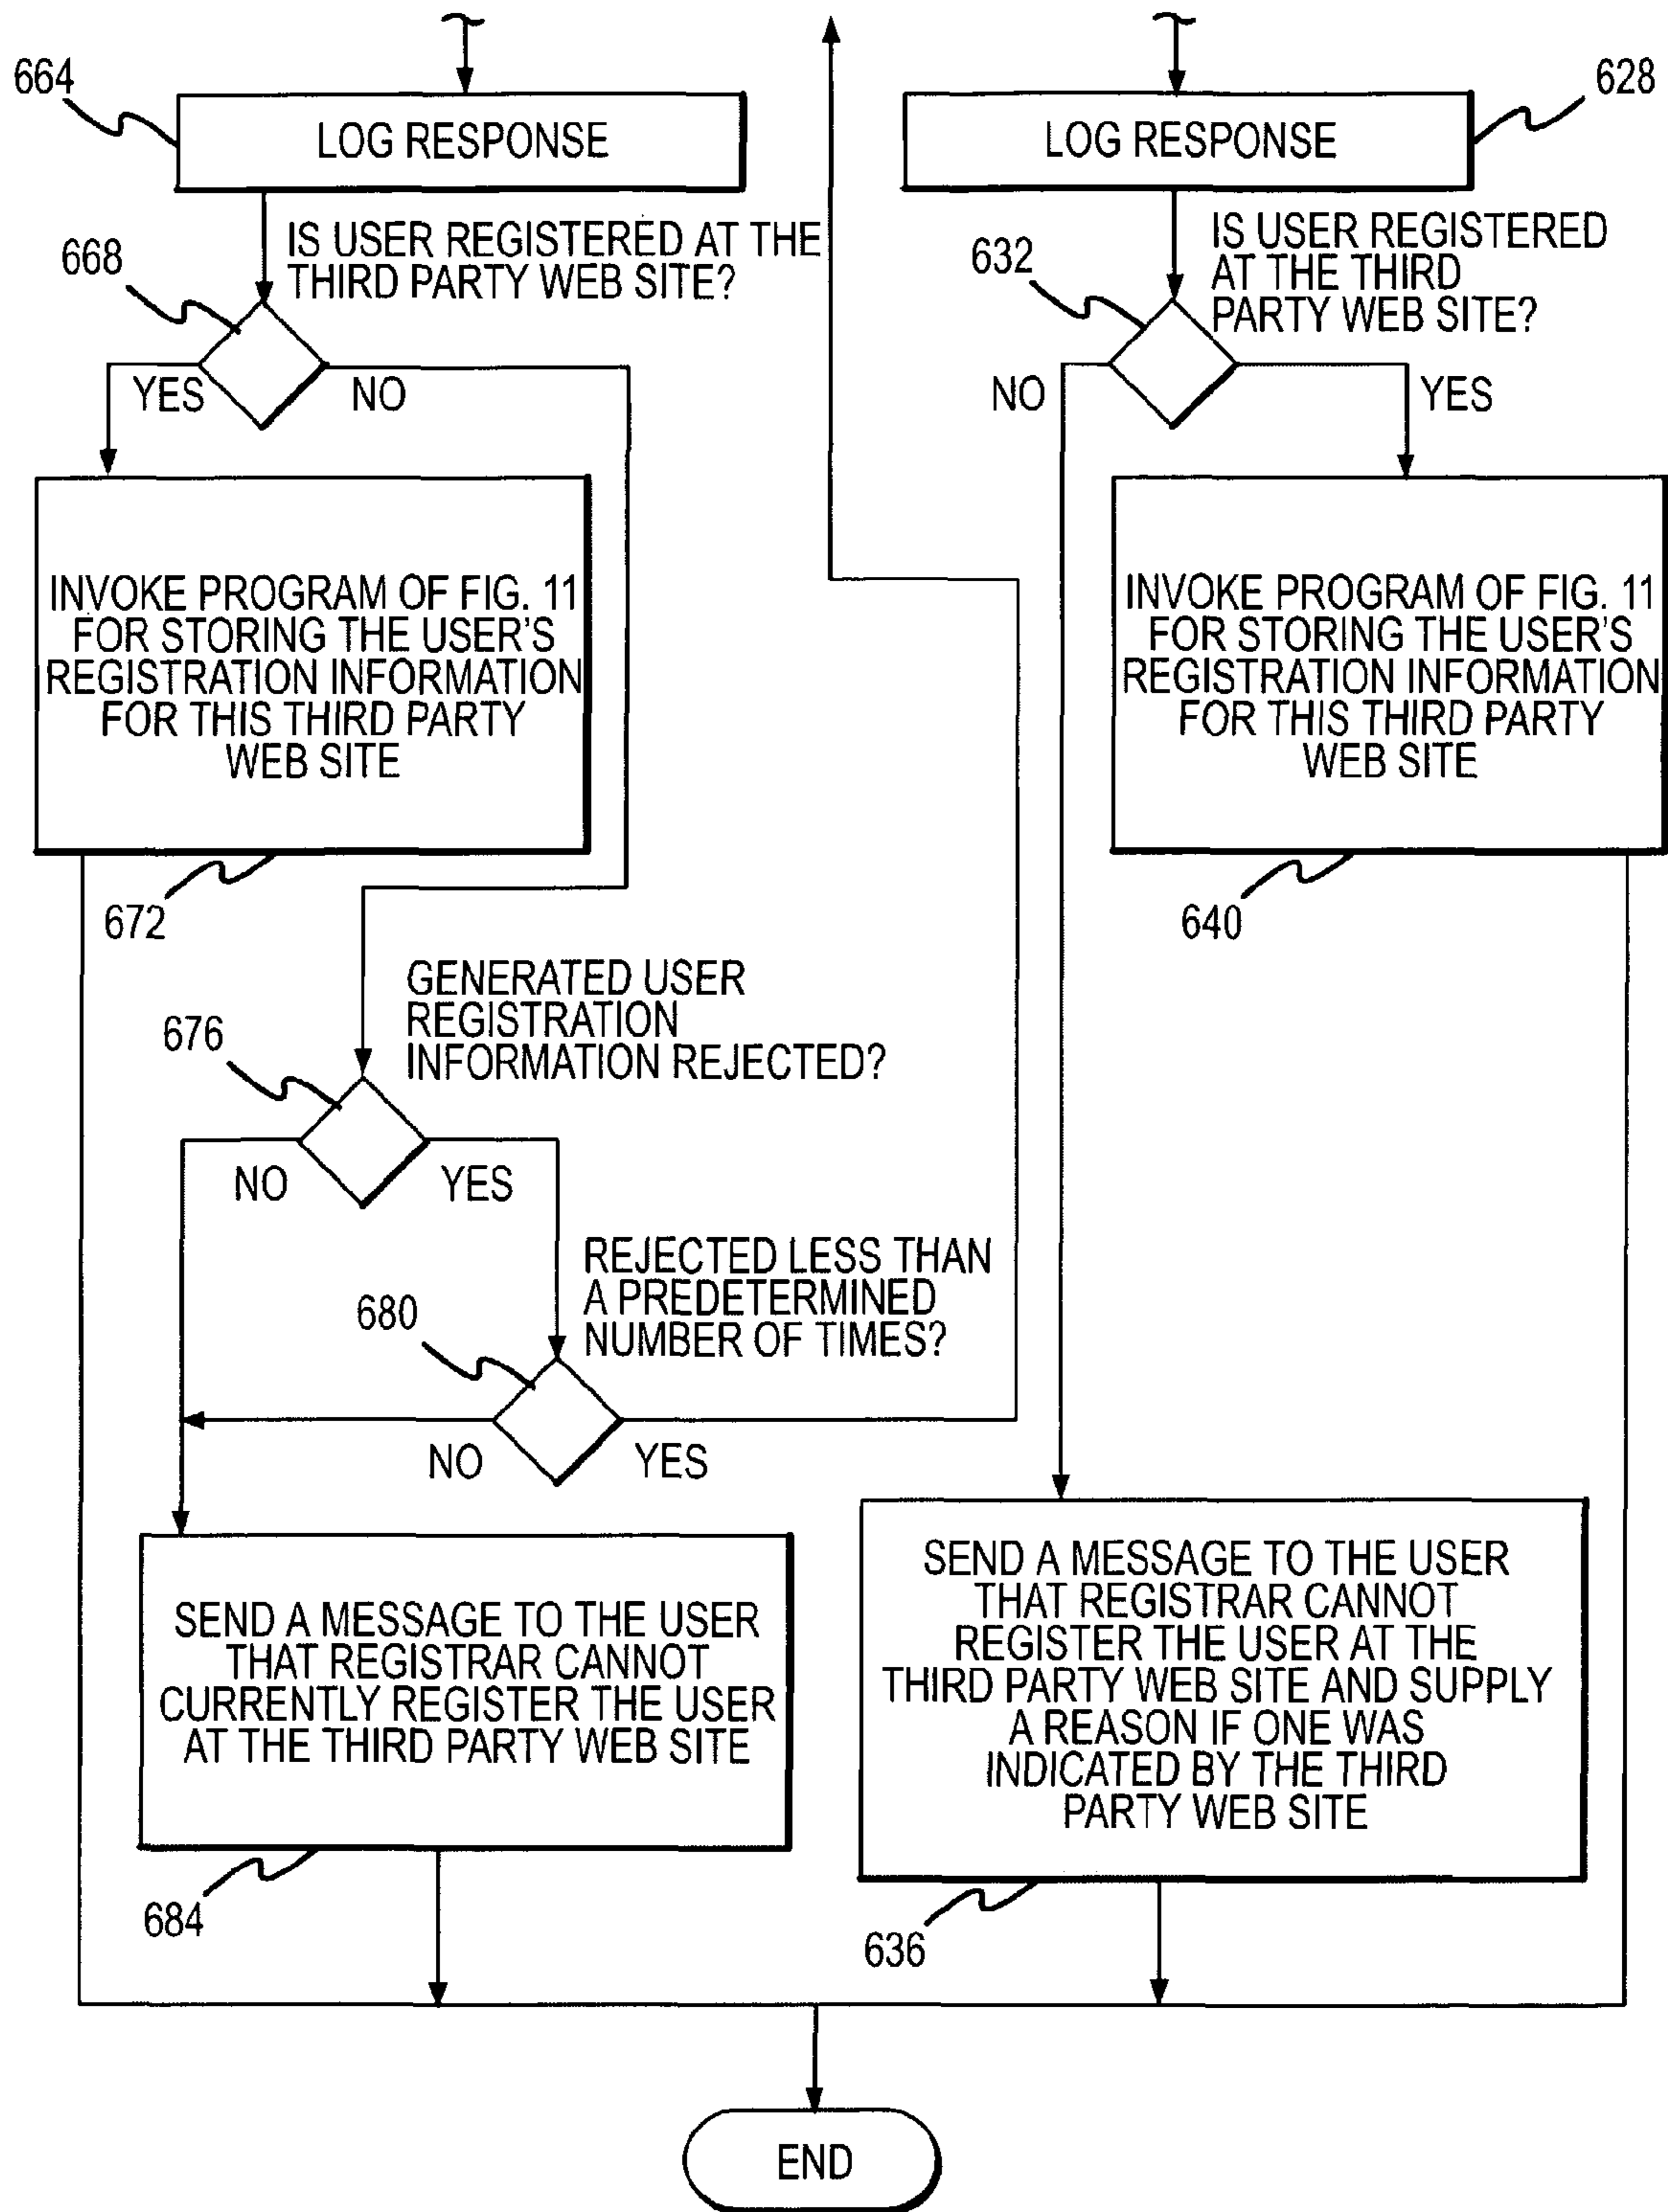 664
LOG RESPONSE
LOG RESPONSE
628
668
IS USER REGISTERED AT THE
THIRD PARTY WEB SITE?
632
IS USER REGISTERED
AT THE THIRD
PARTY WEB SITE?
YES
NO
NO
YES
INVOKE PROGRAM OF FIG. 11
FOR STORING THE USER'S
REGISTRATION INFORMATION
FOR THIS THIRD PARTY
WEB SITE
672
INVOKE PROGRAM OF FIG. 11
FOR STORING THE USER'S
REGISTRATION INFORMATION
FOR THIS THIRD PARTY
WEB SITE
640
676
GENERATED USER
REGISTRATION
INFORMATION REJECTED?
NO
YES
680
REJECTED LESS THAN
A PREDETERMINED
NUMBER OF TIMES?
NO
YES
SEND A MESSAGE TO THE USER
THAT REGISTRAR CANNOT
CURRENTLY REGISTER THE USER
AT THE THIRD PARTY WEB SITE
684
SEND A MESSAGE TO THE USER
THAT REGISTRAR CANNOT
REGISTER THE USER AT THE
THIRD PARTY WEB SITE AND SUPPLY
A REASON IF ONE WAS
INDICATED BY THE THIRD
PARTY WEB SITE
636
END